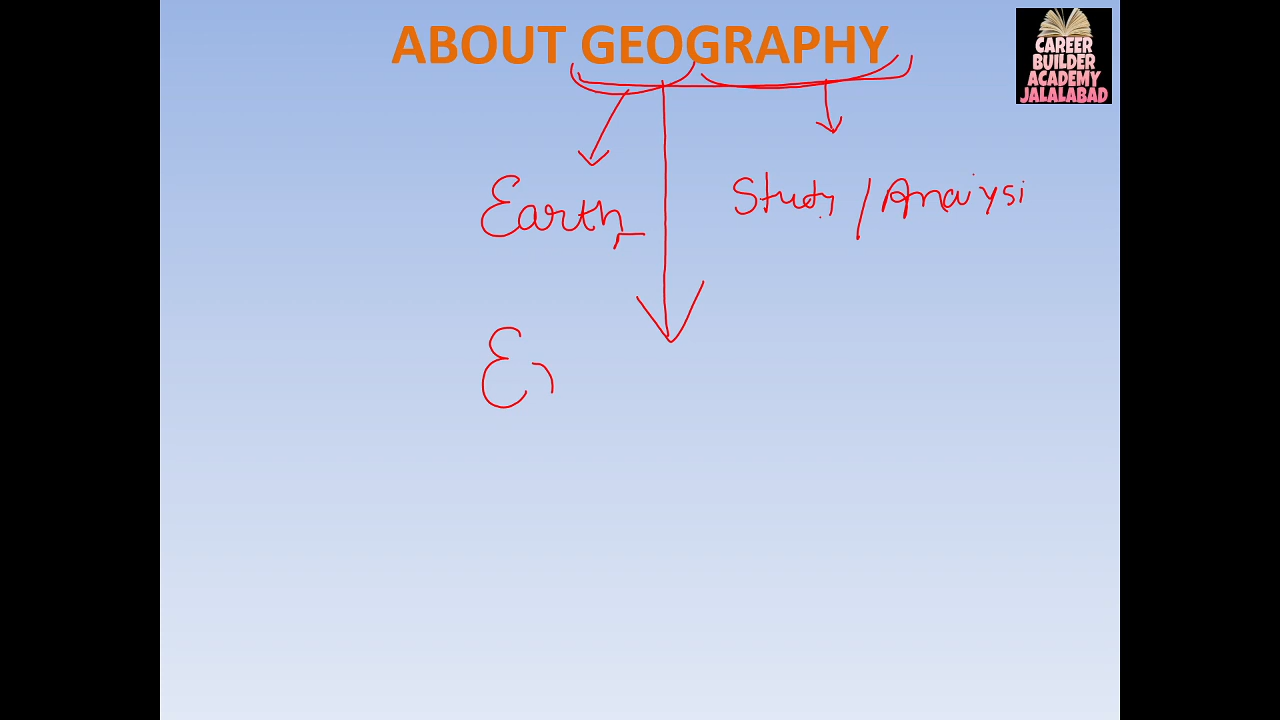 ABOUT GEOGRAPHY
CAREER
BUILDER
ACADEMY
JALALABAD
Earth
Study / Analysi